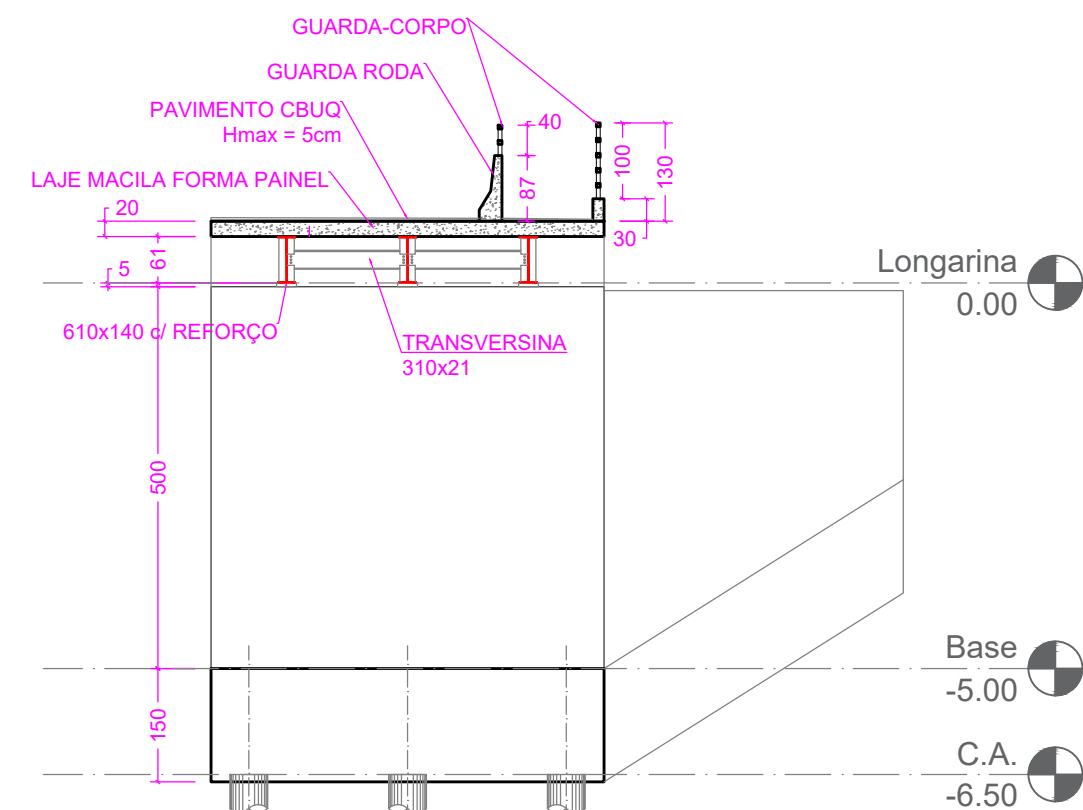 GUARDA-CORPO
GUARDA RODA
PAVIMENTO CBUQ
Hmax = 5cm
40
100
130
87
LAJE MACILA FORMA PAINEL
20
30
61
5
Longarina
0.00
610x140 c/ REFORÇO
TRANSVERSINA
310x21
500
Base
-5.00
150
C.A.
-6.50